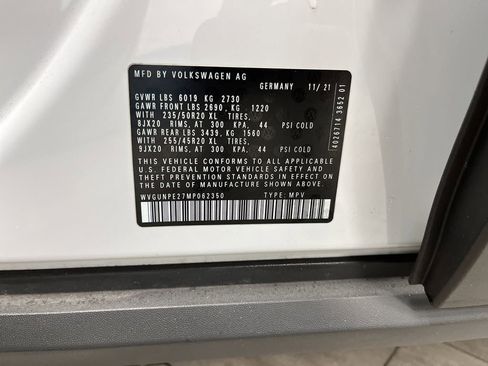 MFD BY VOLKSWAGEN AG
GERMANY 11/21
GVWR LBS 6019 KG 2730
GAWR FRONT LBS 2690, KG 1220
WITH 235/50R20 XL TIRES,
8JX20 RIMS, AT 300 KPA, 44 PSI COLD
GAWR REAR LBS 3439, KG 1560
WITH 255/45R20 XL TIRES,
9JX20 RIMS, AT 300 KPA, 44 PSI COLD
THIS VEHICLE CONFORMS TO ALL APPLICABLE
U.S. FEDERAL MOTOR VEHICLE SAFETY AND
THEFT PREVENTION STANDARDS IN EFFECT ON THE
DATE OF MANUFACTURE SHOWN ABOVE
WVGUNPE27MP062350 TYPE: MPV
4026714 3652 01